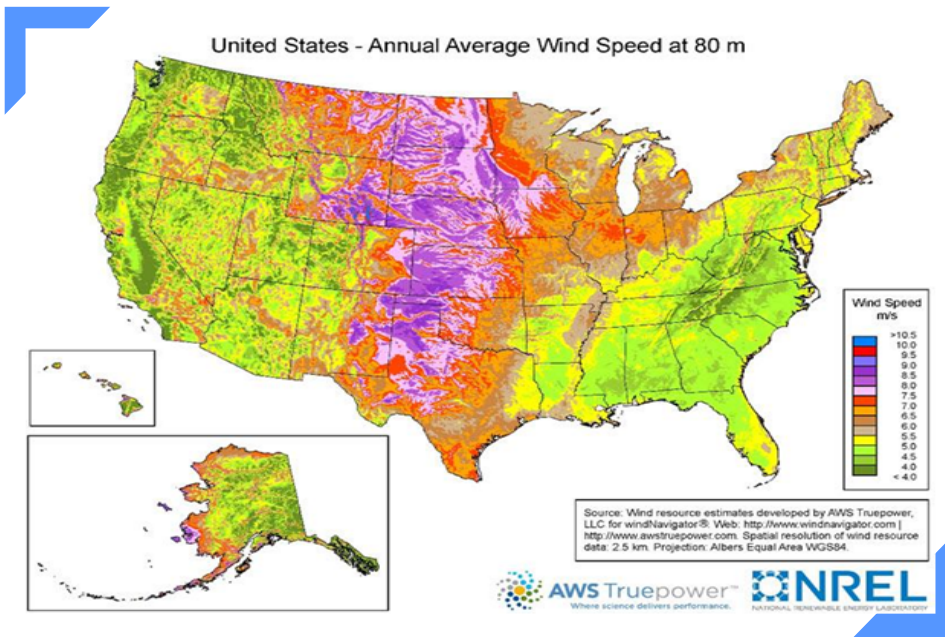 United States - Annual Average Wind Speed at 80 m
Wind Speed
m/s
>10.5
10.0
9.5
9.0
8.5
8.0
7.5
7.0
6.5
6.0
5.5
5.0
4.5
4.0
< 4.0
Source: Wind resource estimates developed by AWS Truepower,
LLC for windNavigator®. Web: http://www.windnavigator.com |
http://www.awstruepower.com. Spatial resolution of wind resource
data: 2.5 km. Projection: Albers Equal Area WGS84.
AWS Truepower™
Where science delivers performance.
NREL
NATIONAL RENEWABLE ENERGY LABORATORY